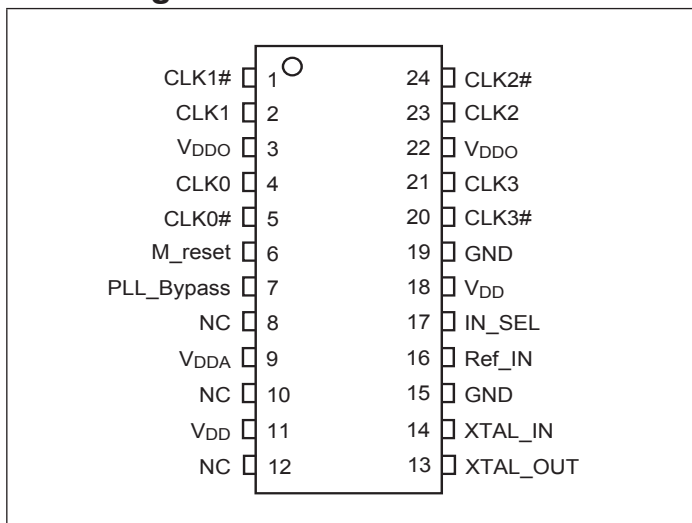 CLK1# 1 24 CLK2#
CLK1 2 23 CLK2
VDDO 3 22 VDDO
CLK0 4 21 CLK3
CLK0# 5 20 CLK3#
M_reset 6 19 GND
PLL_Bypass 7 18 VDD
NC 8 17 IN_SEL
VDDA 9 16 Ref_IN
NC 10 15 GND
VDD 11 14 XTAL_IN
NC 12 13 XTAL_OUT